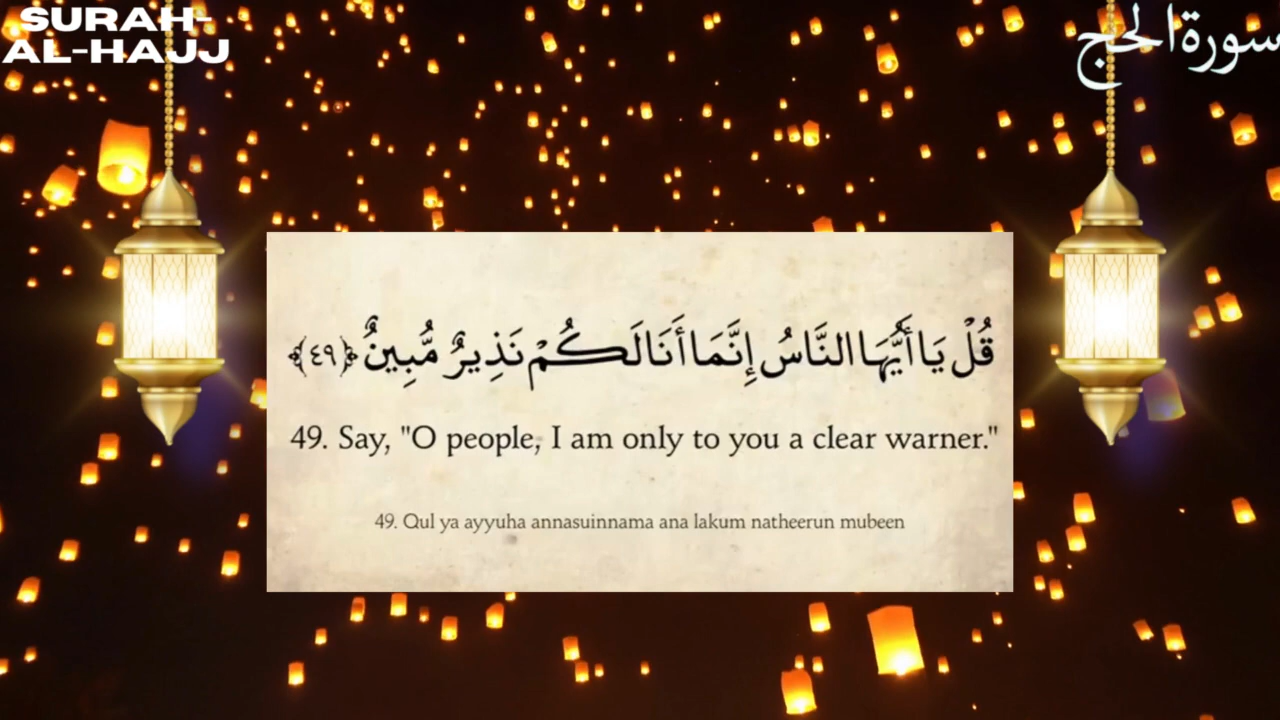 SURAH-
AL-HAJJ
سورة الحج
قُلْ يَا أَيُّهَا النَّاسُ إِنَّمَا أَنَا لَكُمْ نَذِيرٌ مُّبِينٌ ﴿٤٩﴾
49. Say, "O people, I am only to you a clear warner."
49. Qul ya ayyuha annasuinnama ana lakum natheerun mubeen